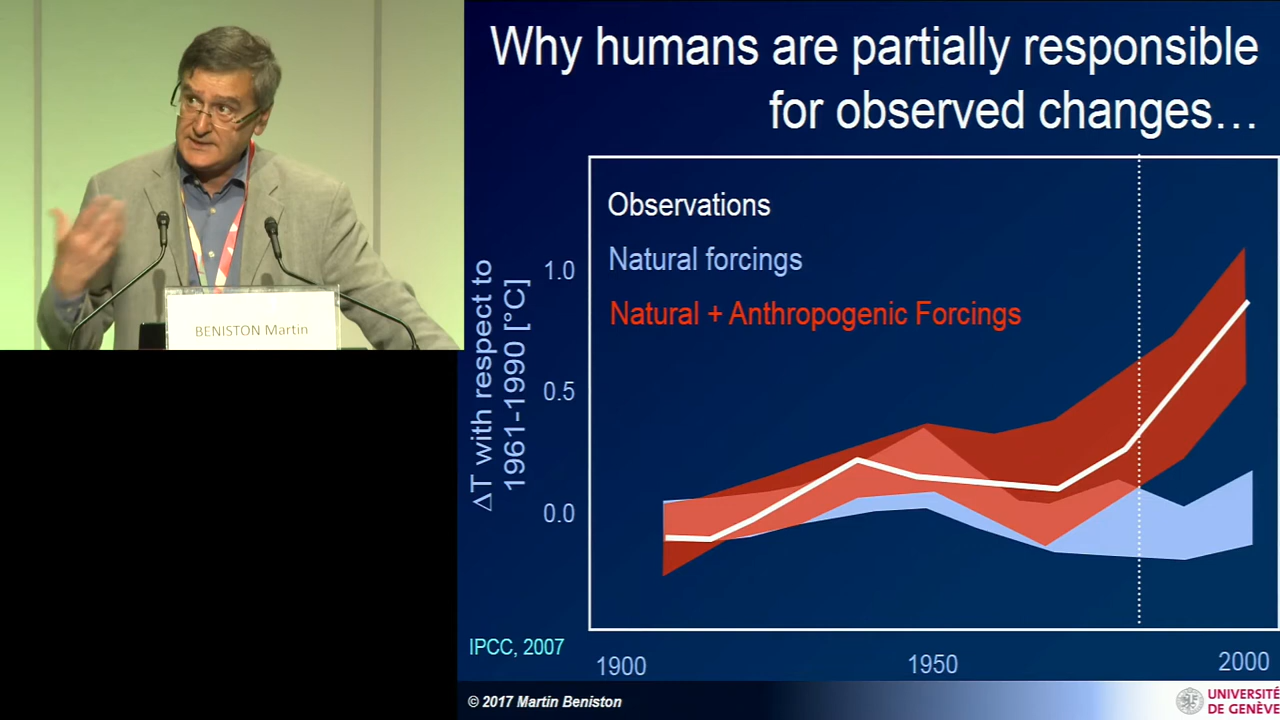 Why humans are partially responsible
for observed changes…
BENISTON Martin
Observations
Natural forcings
Natural + Anthropogenic Forcings
ΔT with respect to
1961-1990 [°C]
1.0
0.5
0.0
IPCC, 2007
1900
1950
2000
© 2017 Martin Beniston
UNIVERSITÉ
DE GENÈVE